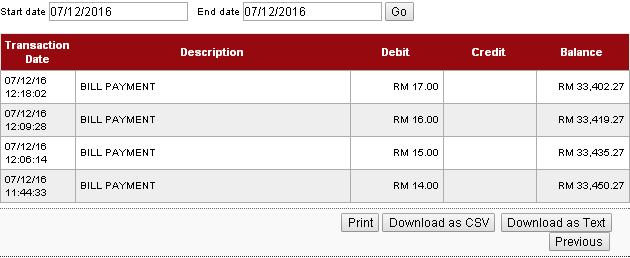 Start date 07/12/2016 End date 07/12/2016 Go
Transaction Date Description Debit Credit Balance
07/12/16
12:18:02 BILL PAYMENT RM 17.00 RM 33,402.27
07/12/16
12:09:28 BILL PAYMENT RM 16.00 RM 33,419.27
07/12/16
12:06:14 BILL PAYMENT RM 15.00 RM 33,435.27
07/12/16
11:44:33 BILL PAYMENT RM 14.00 RM 33,450.27
Print Download as CSV Download as Text
Previous